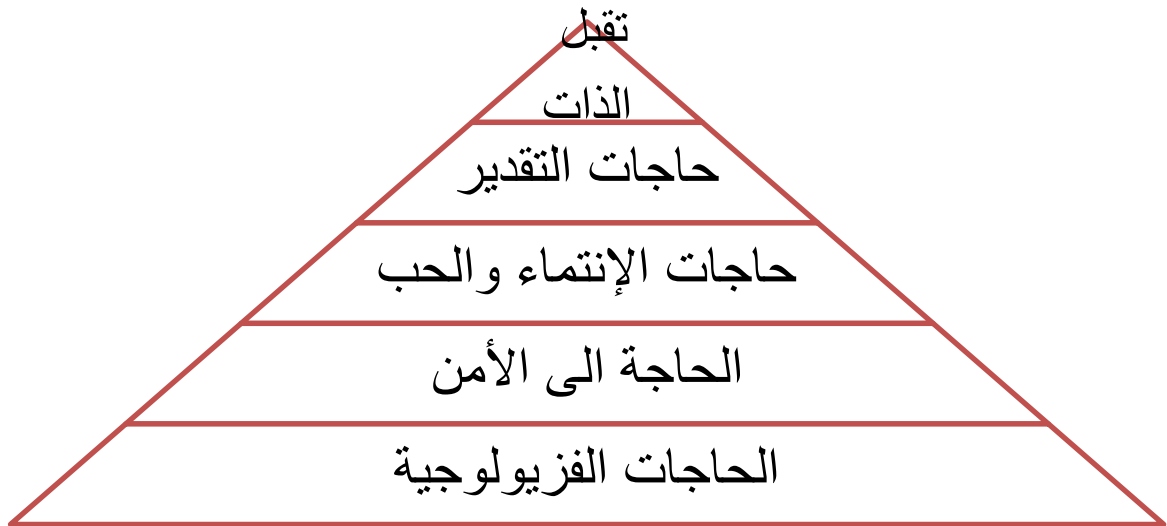 تقبل
الذات
حاجات التقدير
حاجات الإنتماء والحب
الحاجة الى الأمن
الحاجات الفزيولوجية